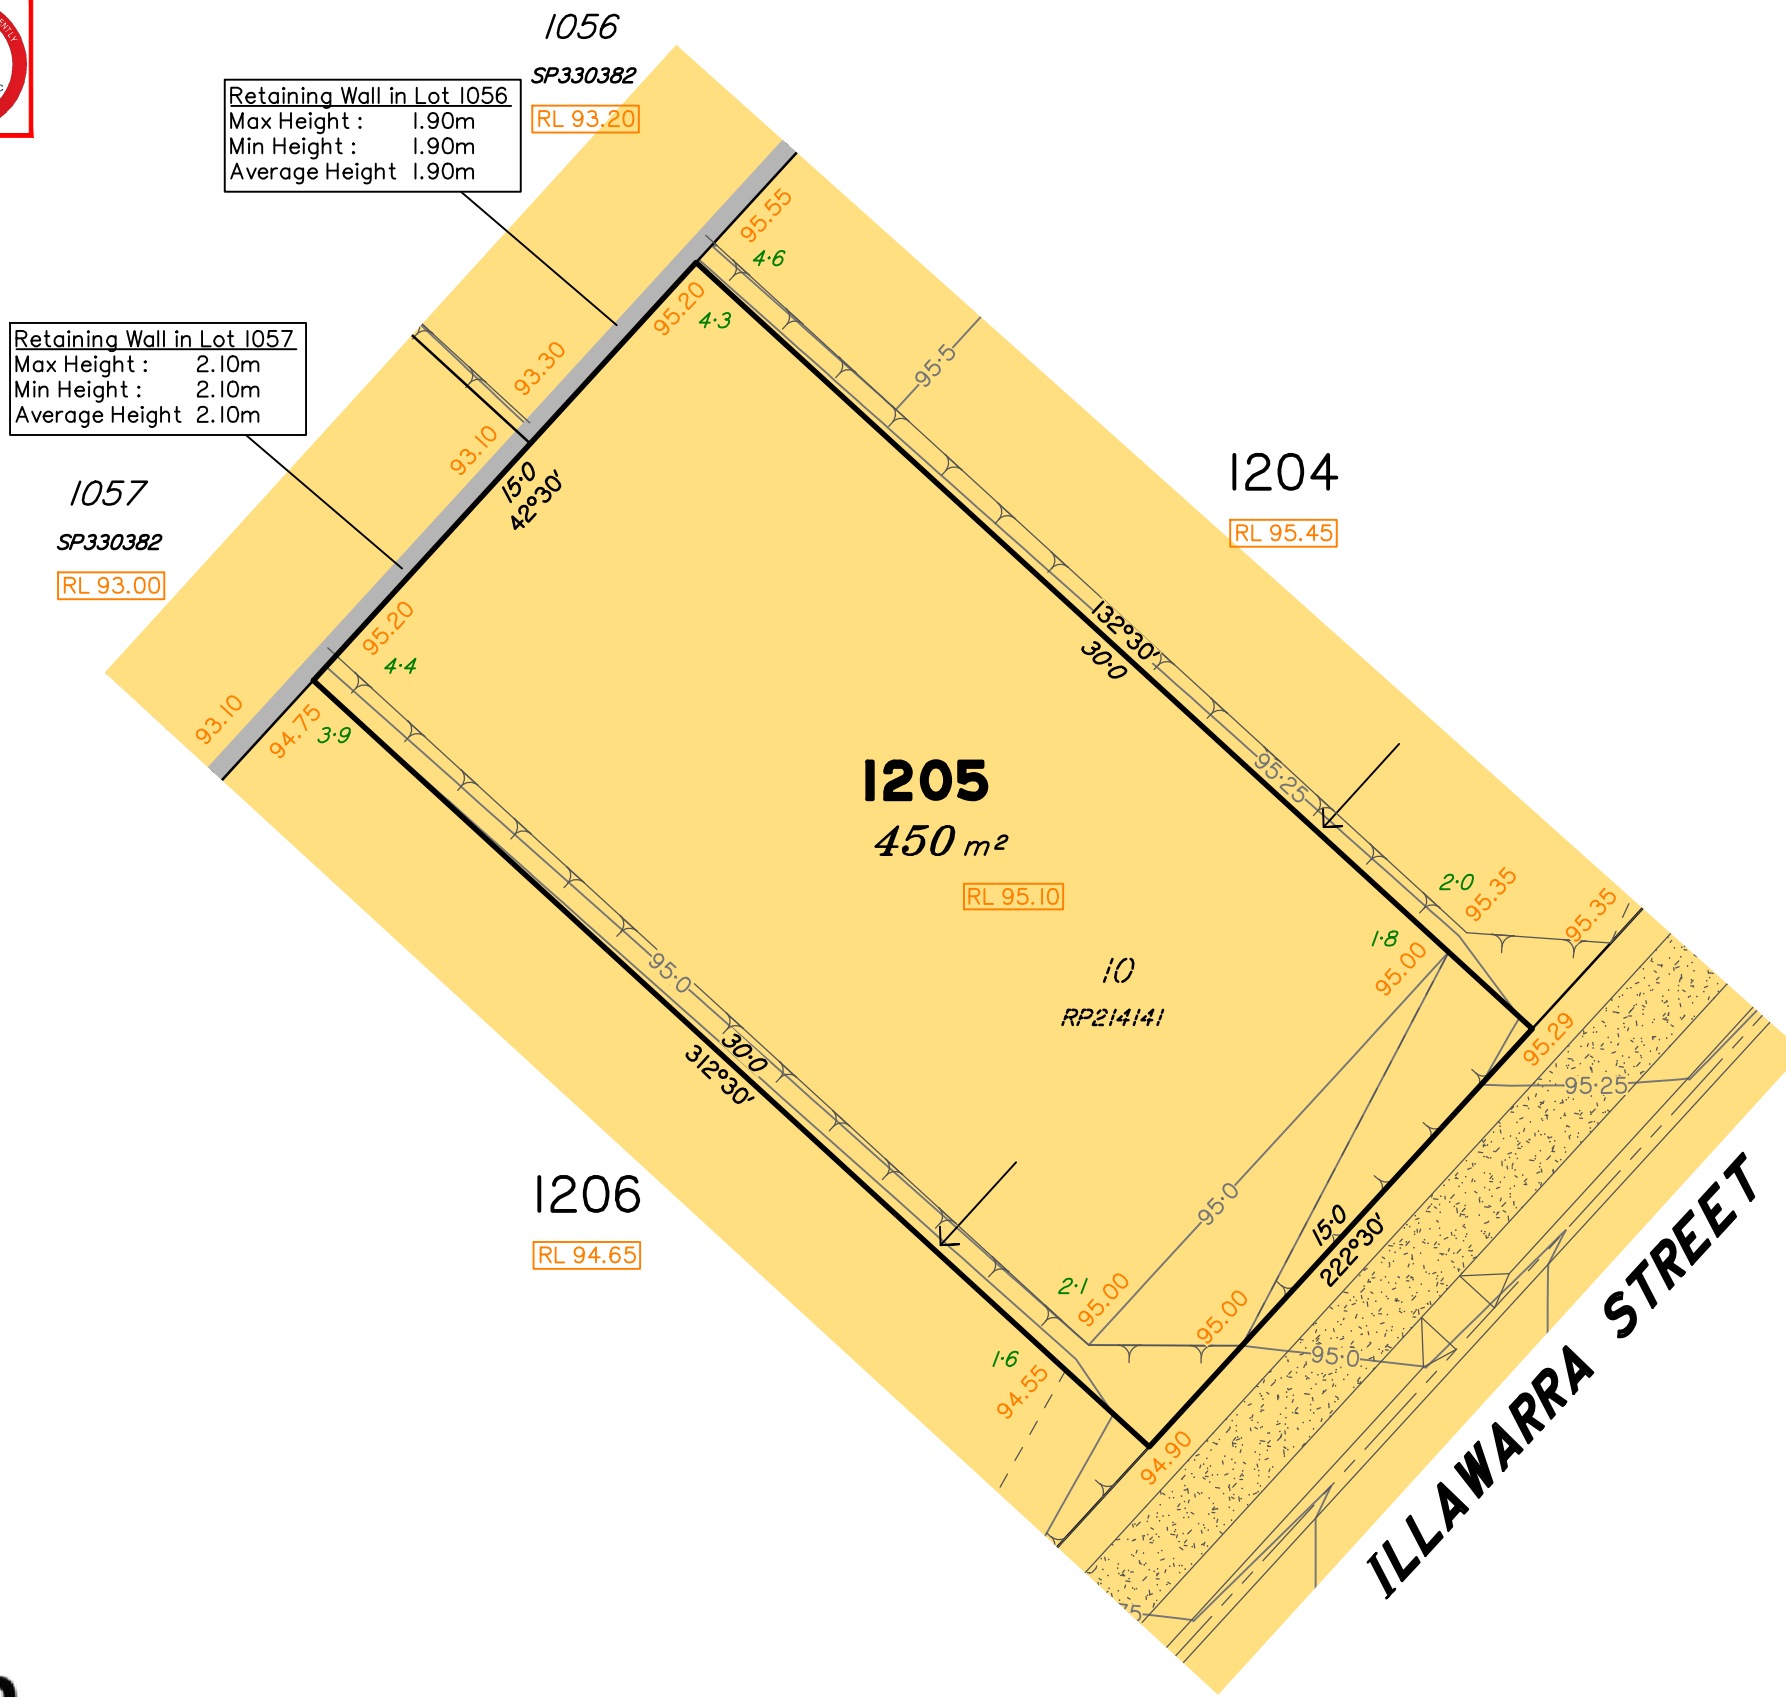 ENTLY
1056
SP330382
RL 93.20
Retaining Wall in Lot 1056
Max Height : 1.90m
Min Height : 1.90m
Average Height 1.90m
95.55
4·6
95.20
4·3
Retaining Wall in Lot 1057
Max Height : 2.10m
Min Height : 2.10m
Average Height 2.10m
93.30
93.10
95·5
15·0
42°30'
1057
SP330382
RL 93.00
1204
RL 95.45
95.20
4·4
132°30'
30·0
93.10
94.75
3·9
1205
450 m²
RL 95.10
95·25
2·0
95.35
95.35
1·8
95.00
10
RP214141
95·0
30·0
312°30'
95.29
95·25
1206
RL 94.65
95·0
15·0
222°30'
2·1
95.00
95.00
95·0
1·6
94.55
94.90
ILLAWARRA STREET